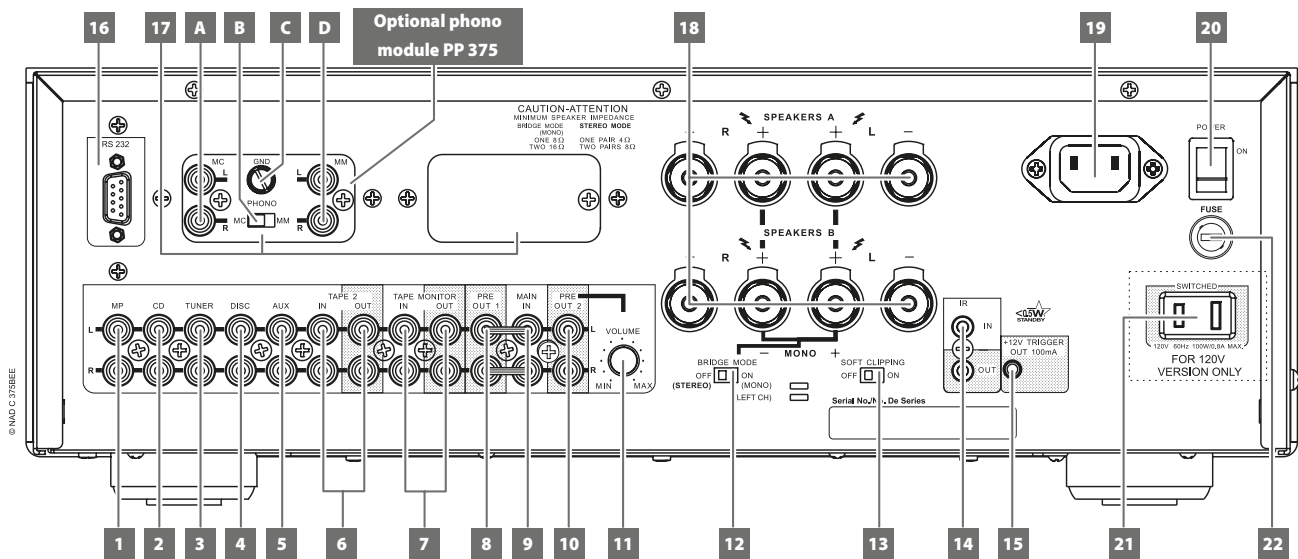 16
17
A
B
C
D
Optional phono
module PP 375
18
19
20
CAUTION-ATTENTION
MINIMUM SPEAKER IMPEDANCE
BRIDGE MODE STEREO MODE
(MONO)
ONE 8Ω ONE PAIR 4Ω
TWO 16Ω TWO PAIRS 8Ω
SPEAKERS A
− R + + L −
POWER
ON
RS 232
MC GND MM
L L
PHONO
MC MM
R R
FUSE
SPEAKERS B
− R + + L −
SWITCHED
120V 60Hz 100W/0,8A MAX,
FOR 120V
VERSION ONLY
MP CD TUNER DISC AUX IN TAPE 2 OUT TAPE MONITOR IN OUT PRE OUT 1 MAIN IN PRE OUT 2
L L
VOLUME
R R
MIN MAX
− MONO +
BRIDGE MODE
OFF ON
(STEREO) (MONO)
LEFT CH)
SOFT CLIPPING
OFF ON
IR
IN
OUT
<0.5W
STANDBY
+12V TRIGGER
OUT 100mA
Serial No./No. De Series
© NAD C 375BEE
1
2
3
4
5
6
7
8
9
10
11
12
13
14
15
21
22